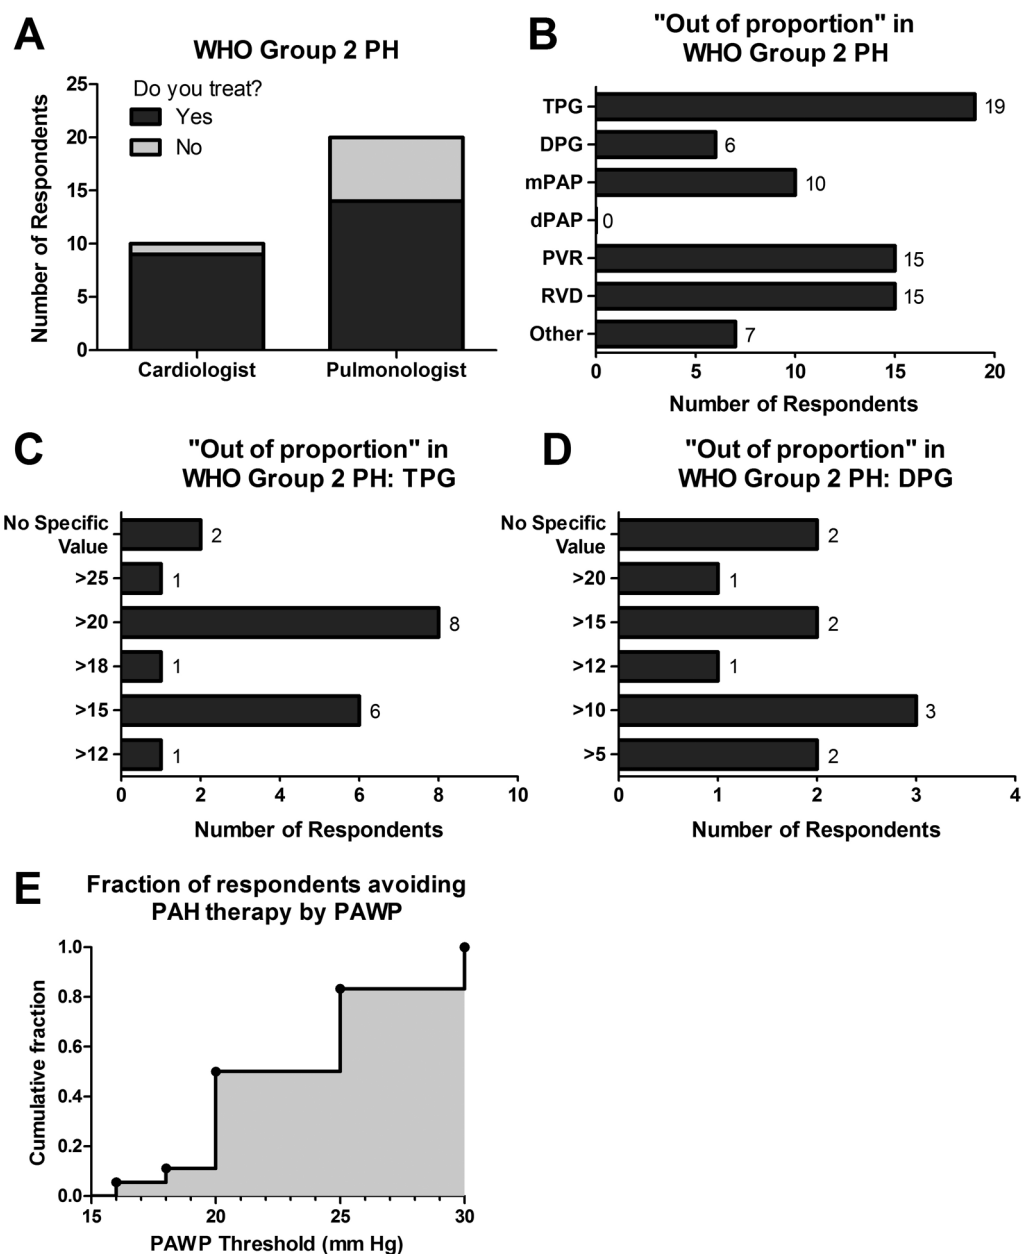 A
WHO Group 2 PH
Do you treat?
Yes
No
Number of Respondents
25
20
15
10
5
0
Cardiologist
Pulmonologist
B
"Out of proportion" in
WHO Group 2 PH
TPG
19
DPG
6
mPAP
10
dPAP
0
PVR
15
RVD
15
Other
7
0
5
10
15
20
Number of Respondents
C
"Out of proportion" in
WHO Group 2 PH: TPG
No Specific
Value
2
>25
1
>20
8
>18
1
>15
6
>12
1
0
2
4
6
8
10
Number of Respondents
D
"Out of proportion" in
WHO Group 2 PH: DPG
No Specific
Value
2
>20
1
>15
2
>12
1
>10
3
>5
2
0
1
2
3
4
Number of Respondents
E
Fraction of respondents avoiding
PAH therapy by PAWP
Cumulative fraction
1.0
0.8
0.6
0.4
0.2
0.0
15
20
25
30
PAWP Threshold (mm Hg)